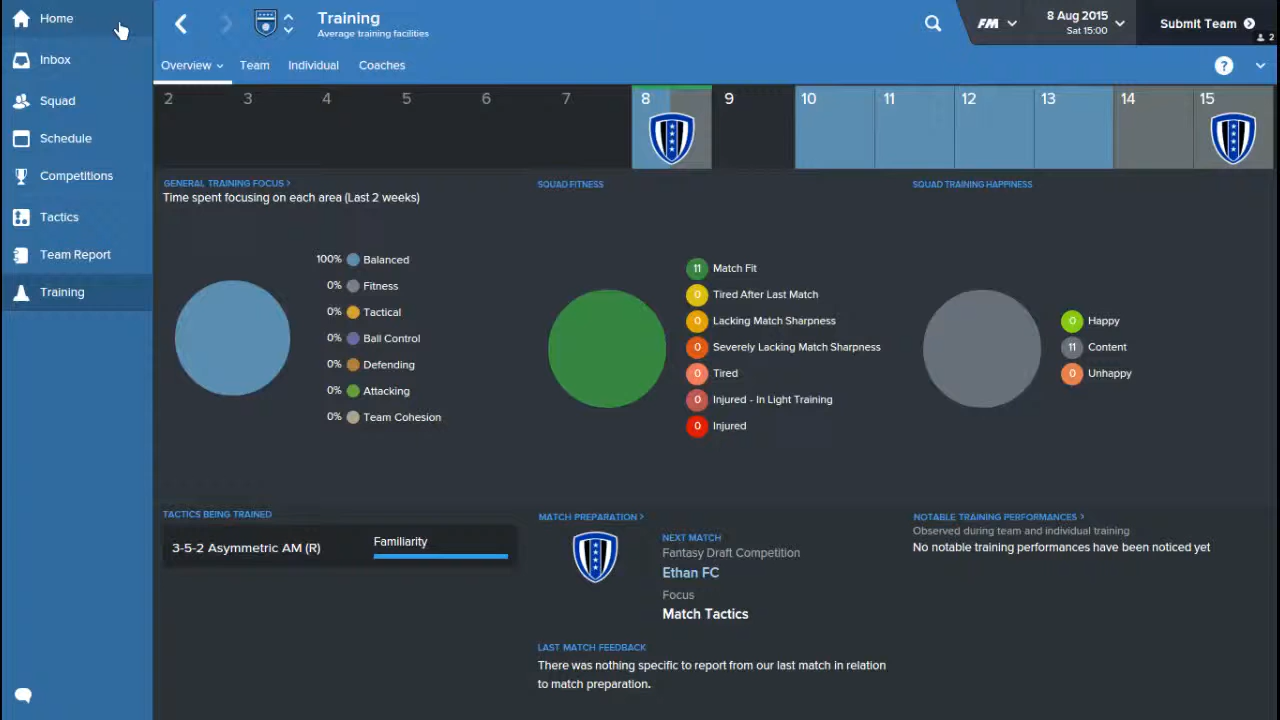 Home
Inbox
Squad
Schedule
Competitions
Tactics
Team Report
Training
Training
Average training facilities
FM
8 Aug 2015
Sat 15:00
Submit Team
2
Overview
Team
Individual
Coaches
?
2 3 4 5 6 7 8 9 10 11 12 13 14 15
GENERAL TRAINING FOCUS >
Time spent focusing on each area (Last 2 weeks)
100% Balanced
0% Fitness
0% Tactical
0% Ball Control
0% Defending
0% Attacking
0% Team Cohesion
SQUAD FITNESS
11 Match Fit
0 Tired After Last Match
0 Lacking Match Sharpness
0 Severely Lacking Match Sharpness
0 Tired
0 Injured - In Light Training
0 Injured
SQUAD TRAINING HAPPINESS
0 Happy
11 Content
0 Unhappy
TACTICS BEING TRAINED
3-5-2 Asymmetric AM (R)
Familiarity
MATCH PREPARATION >
NEXT MATCH
Fantasy Draft Competition
Ethan FC
Focus
Match Tactics
LAST MATCH FEEDBACK
There was nothing specific to report from our last match in relation
to match preparation.
NOTABLE TRAINING PERFORMANCES >
Observed during team and individual training
No notable training performances have been noticed yet